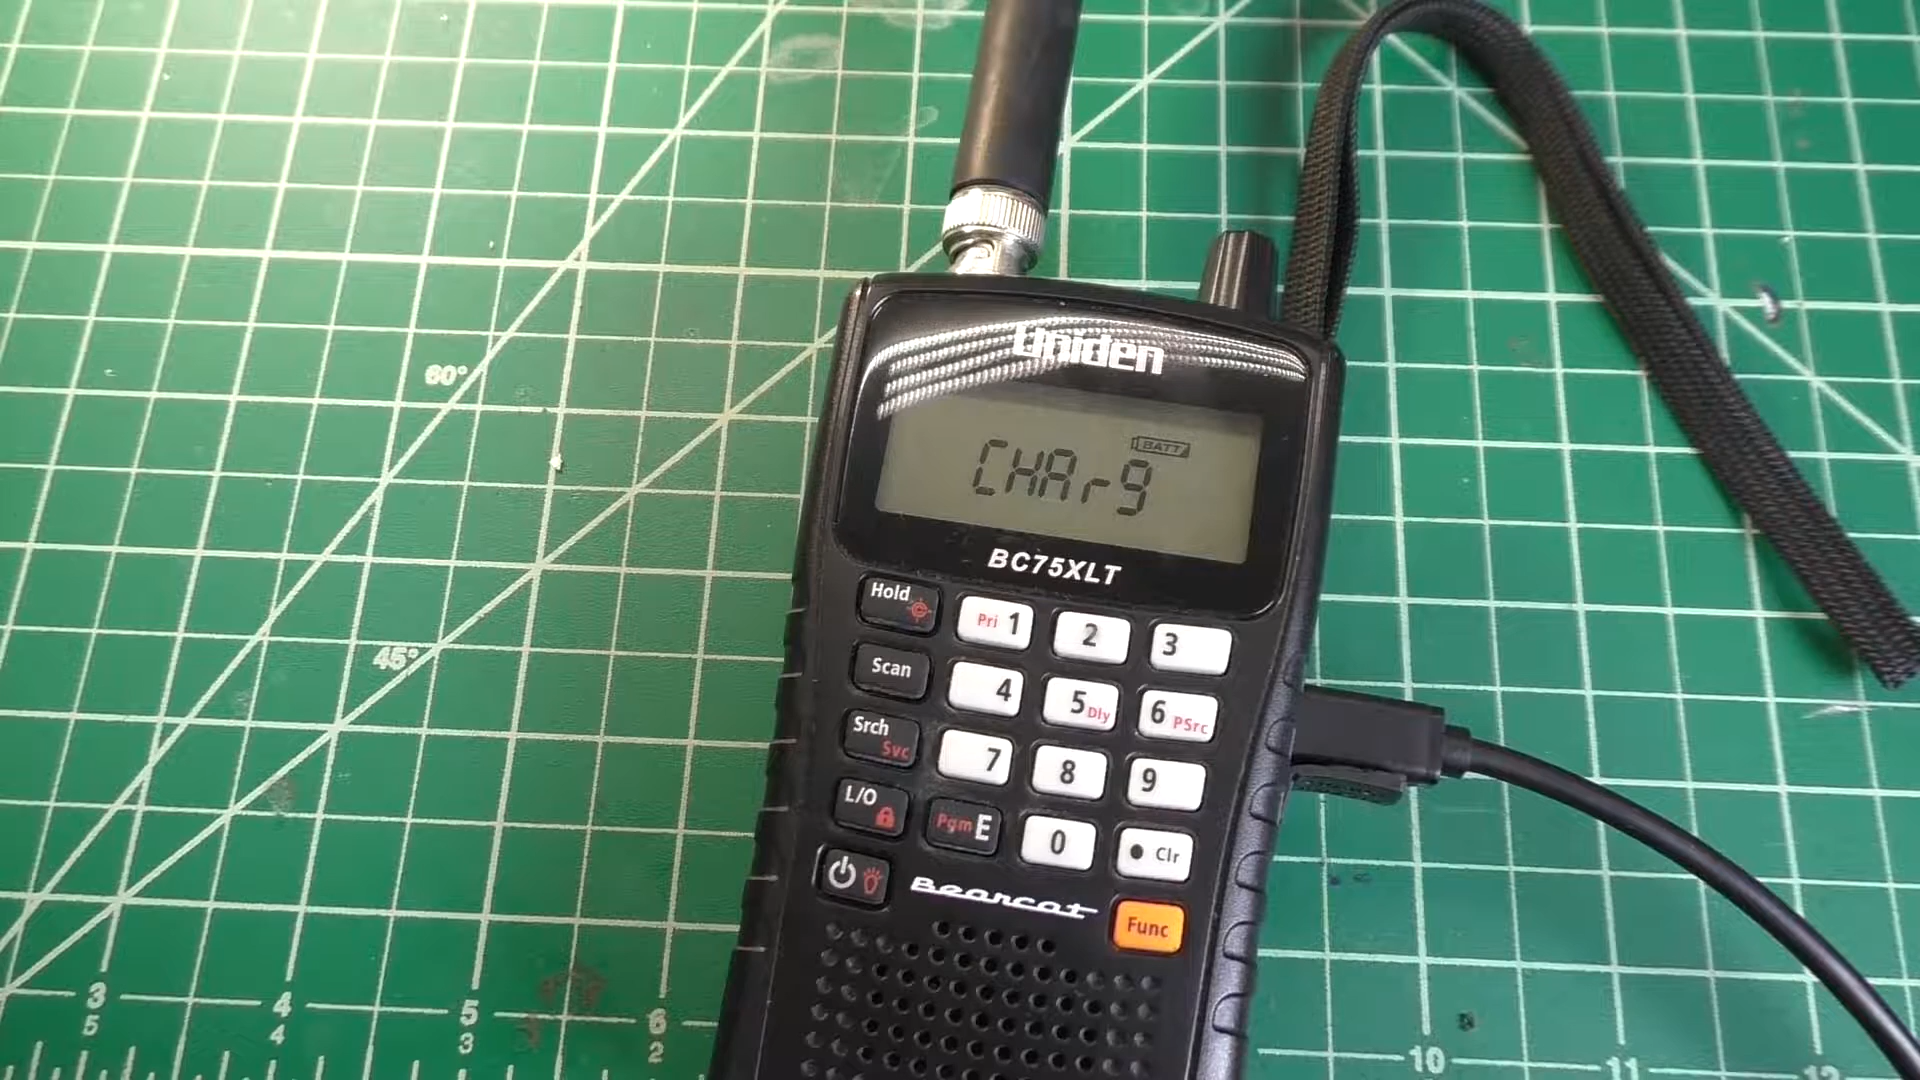 Uniden
BATT
CHArg
BC75XLT
Hold
Pri 1
2
3
Scan
4
5 Dly
6 PSrc
Srch
Svc
7
8
9
L/O
Pgm E
0
• Clr
Bearcat
Func
60°
45°
3
4
5
6
5
4
3
2
10
11
12